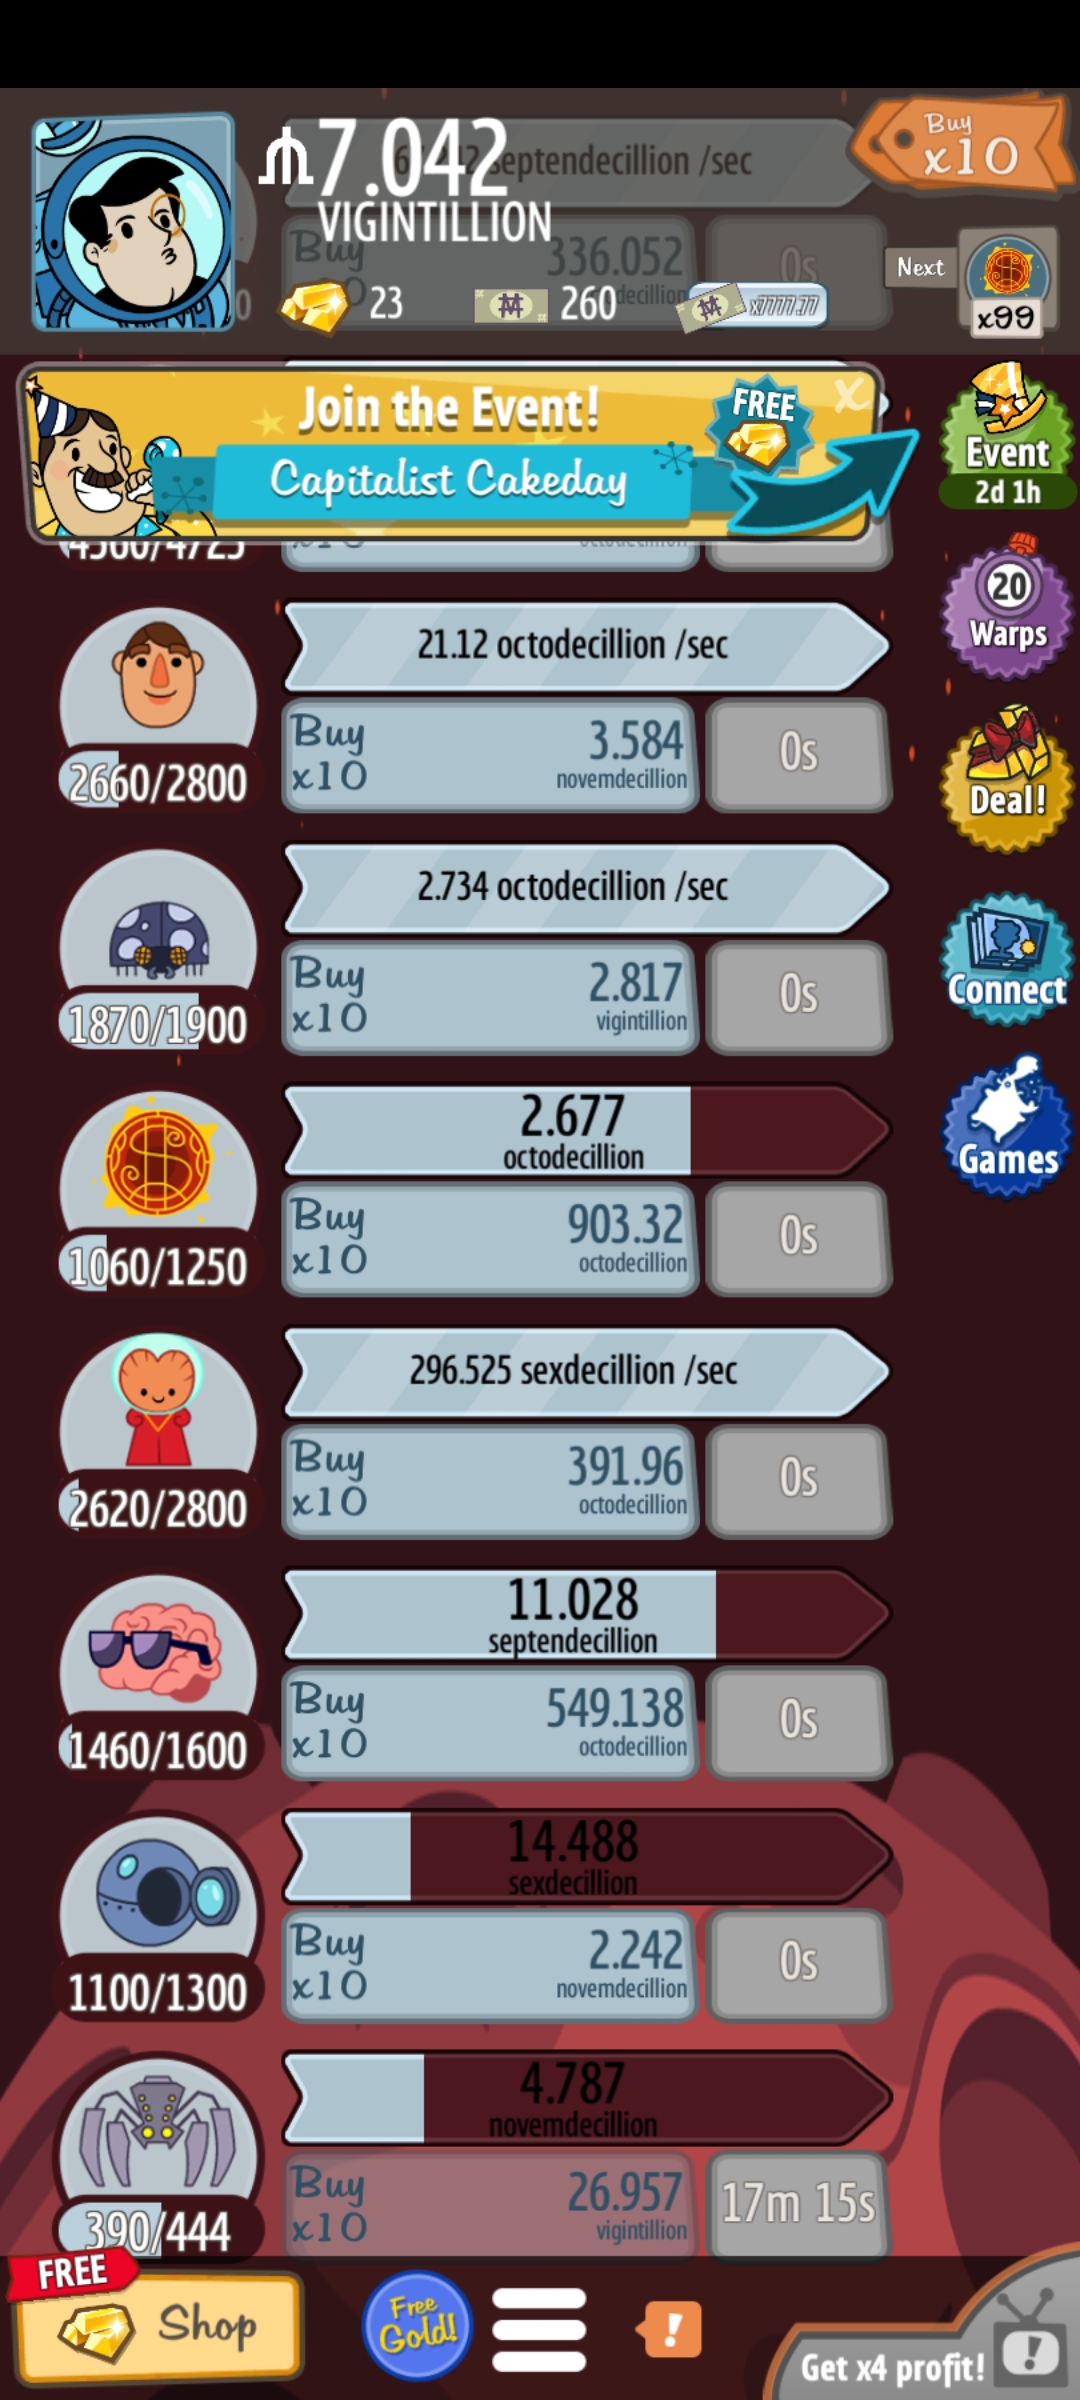 7.042
septendecillion /sec
VIGINTILLION
Buy
x10
Buy
336.052
0s
Next
23
260
x7777.77
x99
Join the Event!
FREE
X
Capitalist Cakeday
Event
2d 1h
4560/4725
x10
octodecillion
21.12 octodecillion /sec
20
Warps
Buy
x10
3.584
novemdecillion
0s
2660/2800
Deal!
2.734 octodecillion /sec
Buy
x10
2.817
vigintillion
0s
1870/1900
Connect
2.677
octodecillion
Games
Buy
x10
903.32
octodecillion
0s
1060/1250
296.525 sexdecillion /sec
Buy
x10
391.96
octodecillion
0s
2620/2800
11.028
septendecillion
Buy
x10
549.138
octodecillion
0s
1460/1600
14.488
sexdecillion
Buy
x10
2.242
novemdecillion
0s
1100/1300
4.787
novemdecillion
Buy
x10
26.957
vigintillion
17m 15s
390/444
FREE
Shop
Free
Gold!
!
Get x4 profit!
!